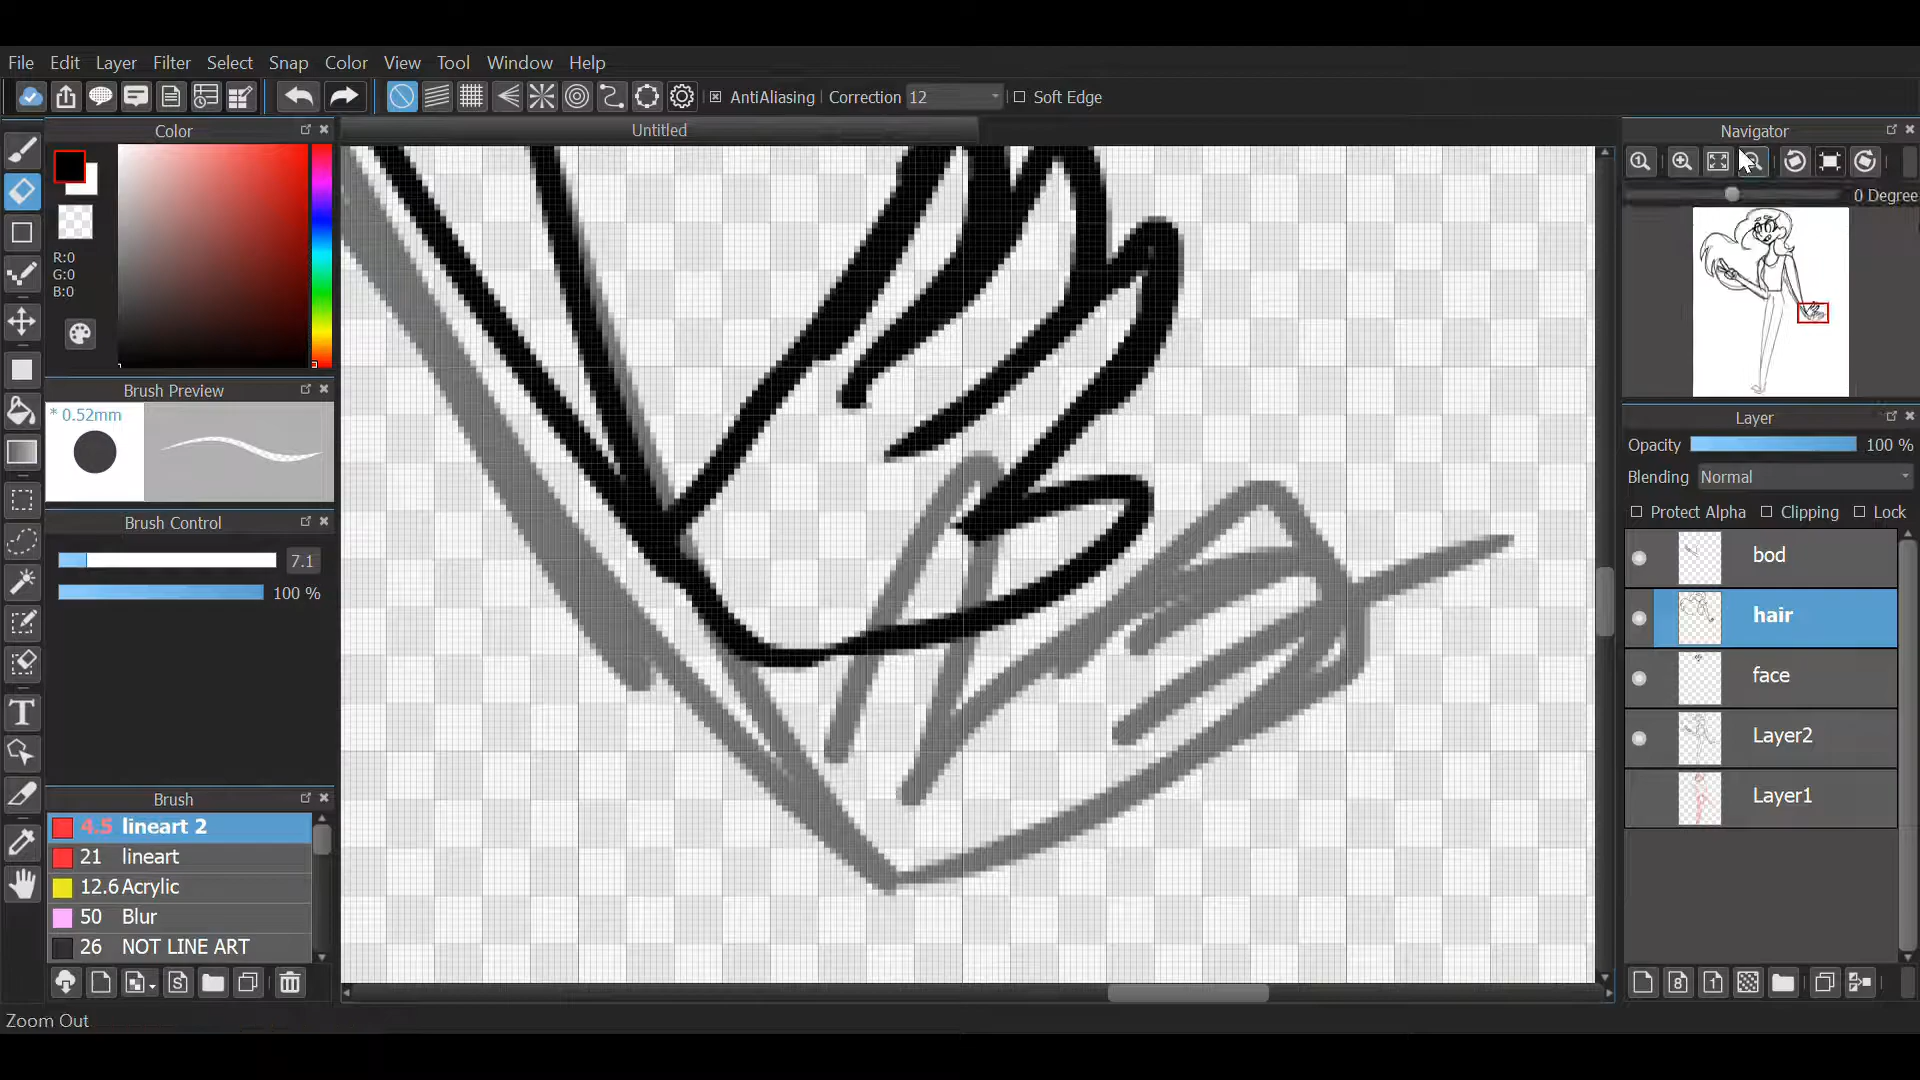 File Edit Layer Filter Select Snap Color View Tool Window Help
AntiAliasing Correction 12 Soft Edge
Color
Untitled
Navigator
0 Degree
R:0
G:0
B:0
Brush Preview
* 0.52mm
Brush Control
7.1
100 %
Brush
4.5 lineart 2
21 lineart
12.6 Acrylic
50 Blur
26 NOT LINE ART
Layer
Opacity 100 %
Blending Normal
Protect Alpha Clipping Lock
bod
hair
face
Layer2
Layer1
Zoom Out